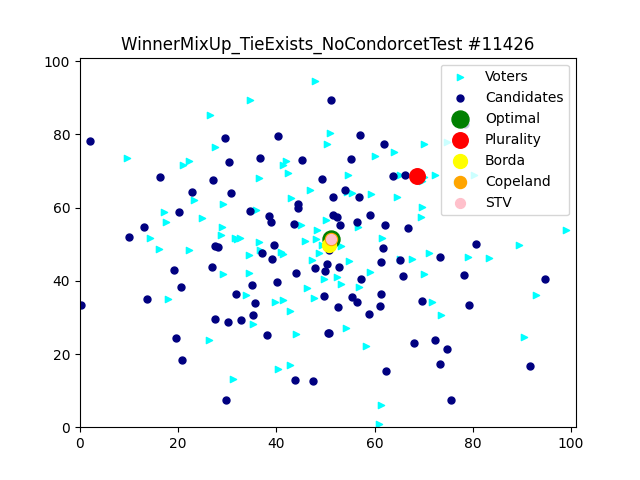 WinnerMixUp_TieExists_NoCondorcetTest #11426
Voters
Candidates
Optimal
Plurality
Borda
Copeland
STV
100
80
60
40
20
0
0 20 40 60 80 100